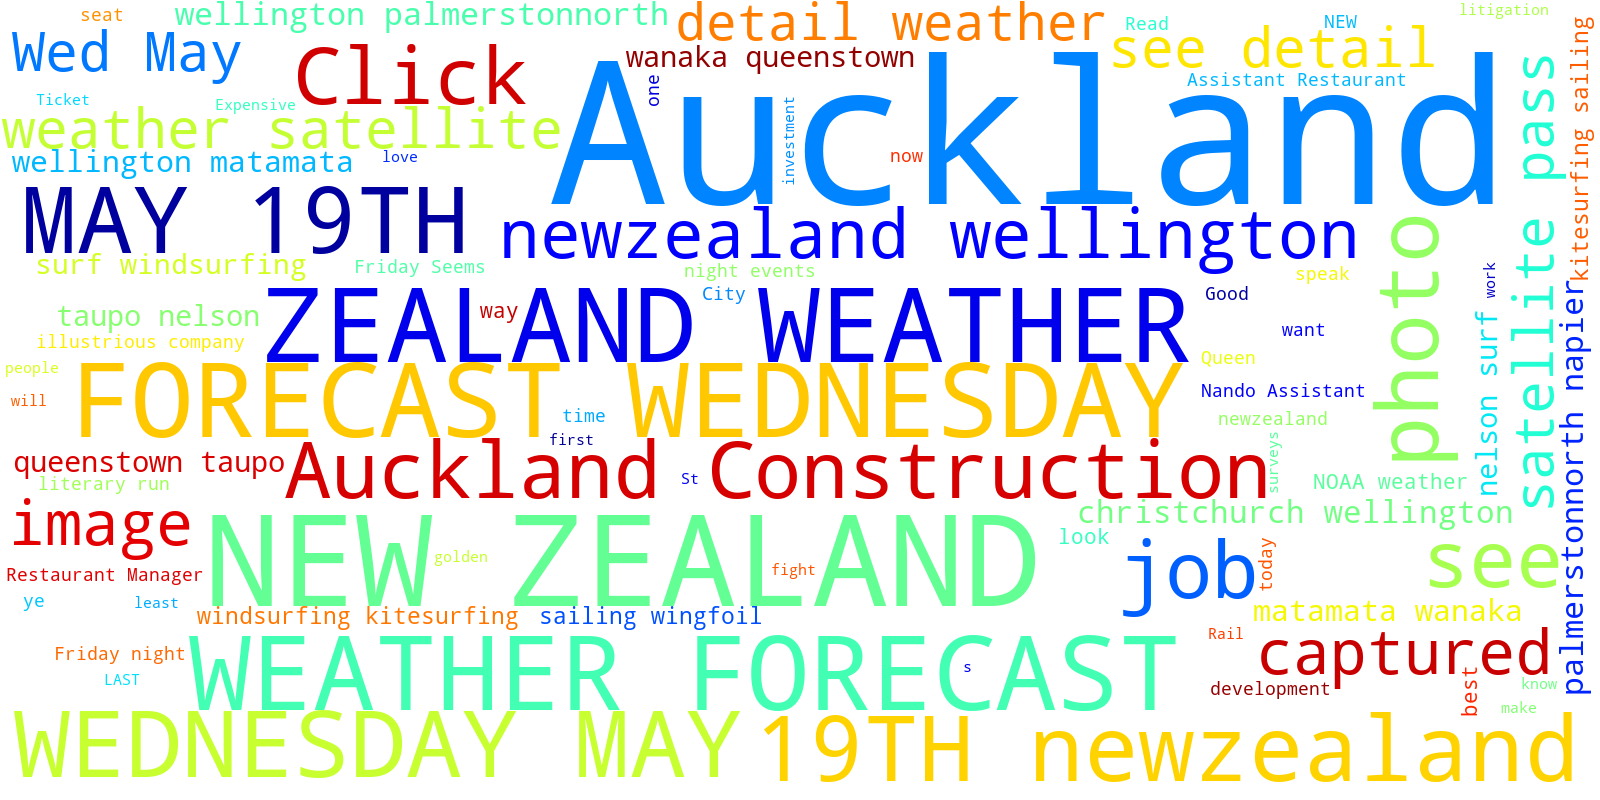 seat
wellington palmerstonnorth
detail weather
Read
NEW
litigation
Wed May
Click
wanaka queenstown
see detail
Assistant Restaurant
Ticket
Expensive
one
Auckland
investment
weather satellite
wellington matamata
love
now
satellite pass
kitesurfing sailing
MAY 19TH
newzealand wellington
photo
surf windsurfing
Friday Seems
night events
speak
work
City
Good
ZEALAND WEATHER
way
taupo nelson
want
illustrious company
Queen
people
FORECAST WEDNESDAY
Nando Assistant
will
time
newzealand
first
nelson surf
palmerstonnorth napier
queenstown taupo
Auckland Construction
surveys
literary run
St
NOAA weather
image
NEW ZEALAND
christchurch wellington
look
golden
fight
job
today
see
Restaurant Manager
ye
least
windsurfing kitesurfing
sailing wingfoil
matamata wanaka
Friday night
WEATHER FORECAST
s
Rail
captured
LAST
development
best
know
make
WEDNESDAY MAY
19TH newzealand